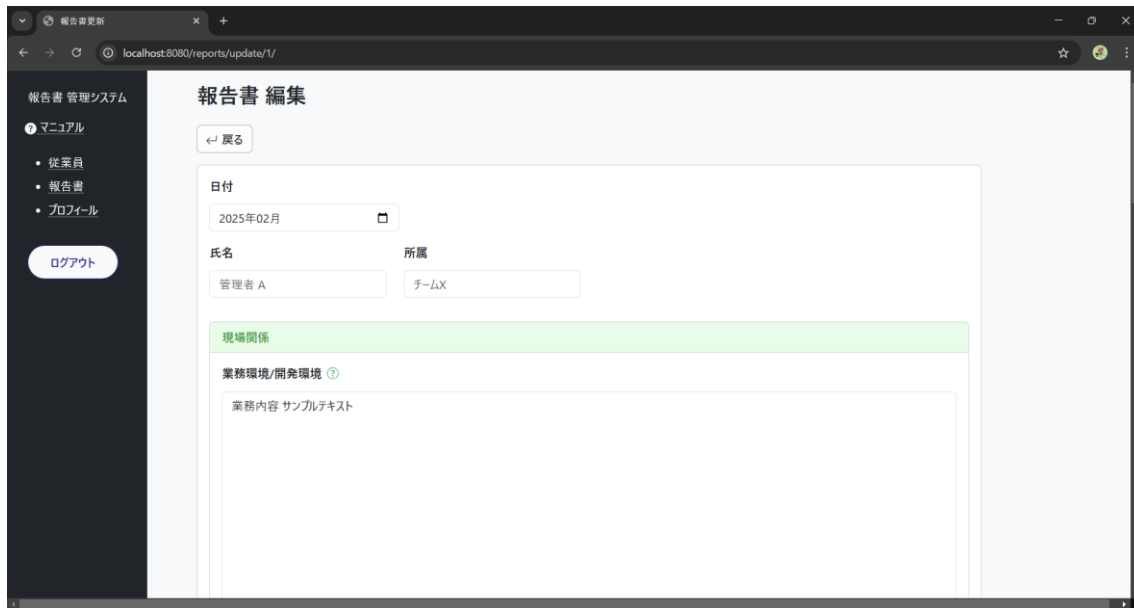 報告書更新
localhost:8080/reports/update/1/
報告書 管理システム
? マニュアル
• 従業員
• 報告書
• プロフィール
ログアウト
報告書 編集
戻る
日付
2025年02月
氏名 所属
管理者 A チームX
現場関係
業務環境/開発環境 ?
業務内容 サンプルテキスト